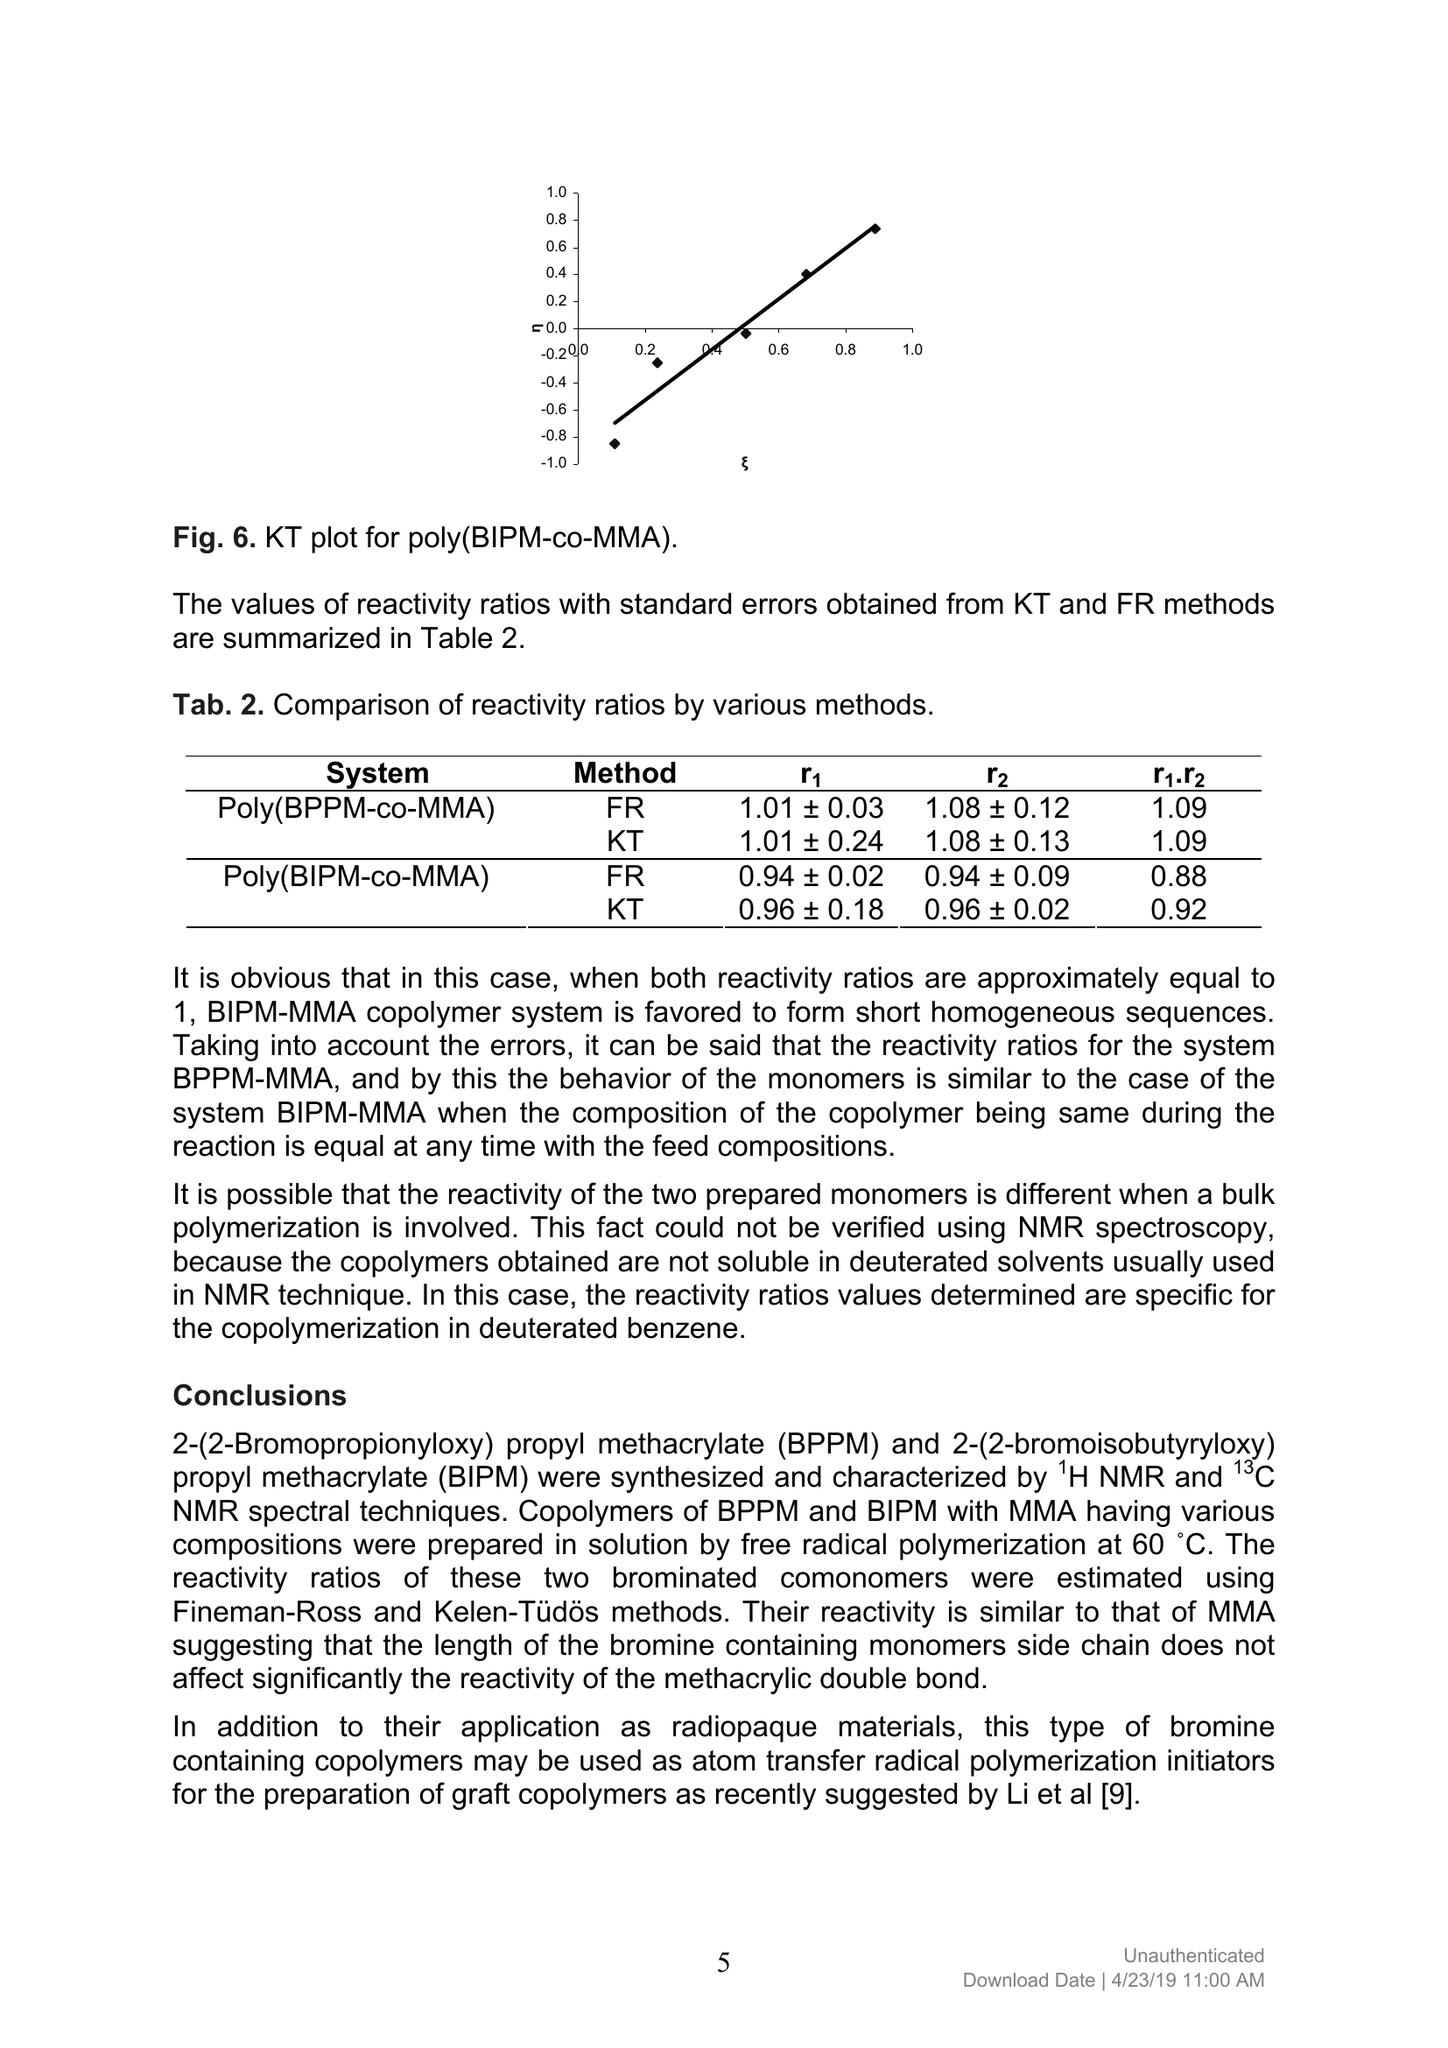 1.0
0.8
0.6
0.4
0.2
η 0.0
-0.2 0.0 0.2 0.4 0.6 0.8 1.0
-0.4
-0.6
-0.8
-1.0 ξ
Fig. 6. KT plot for poly(BIPM-co-MMA).
The values of reactivity ratios with standard errors obtained from KT and FR methods
are summarized in Table 2.
Tab. 2. Comparison of reactivity ratios by various methods.
System Method r₁ r₂ r₁.r₂
Poly(BPPM-co-MMA) FR 1.01 ± 0.03 1.08 ± 0.12 1.09
KT 1.01 ± 0.24 1.08 ± 0.13 1.09
Poly(BIPM-co-MMA) FR 0.94 ± 0.02 0.94 ± 0.09 0.88
KT 0.96 ± 0.18 0.96 ± 0.02 0.92
It is obvious that in this case, when both reactivity ratios are approximately equal to
1, BIPM-MMA copolymer system is favored to form short homogeneous sequences.
Taking into account the errors, it can be said that the reactivity ratios for the system
BPPM-MMA, and by this the behavior of the monomers is similar to the case of the
system BIPM-MMA when the composition of the copolymer being same during the
reaction is equal at any time with the feed compositions.
It is possible that the reactivity of the two prepared monomers is different when a bulk
polymerization is involved. This fact could not be verified using NMR spectroscopy,
because the copolymers obtained are not soluble in deuterated solvents usually used
in NMR technique. In this case, the reactivity ratios values determined are specific for
the copolymerization in deuterated benzene.
Conclusions
2-(2-Bromopropionyloxy) propyl methacrylate (BPPM) and 2-(2-bromoisobutyryloxy)
propyl methacrylate (BIPM) were synthesized and characterized by ¹H NMR and ¹³C
NMR spectral techniques. Copolymers of BPPM and BIPM with MMA having various
compositions were prepared in solution by free radical polymerization at 60 ˚C. The
reactivity ratios of these two brominated comonomers were estimated using
Fineman-Ross and Kelen-Tüdös methods. Their reactivity is similar to that of MMA
suggesting that the length of the bromine containing monomers side chain does not
affect significantly the reactivity of the methacrylic double bond.
In addition to their application as radiopaque materials, this type of bromine
containing copolymers may be used as atom transfer radical polymerization initiators
for the preparation of graft copolymers as recently suggested by Li et al [9].
5
Unauthenticated
Download Date | 4/23/19 11:00 AM